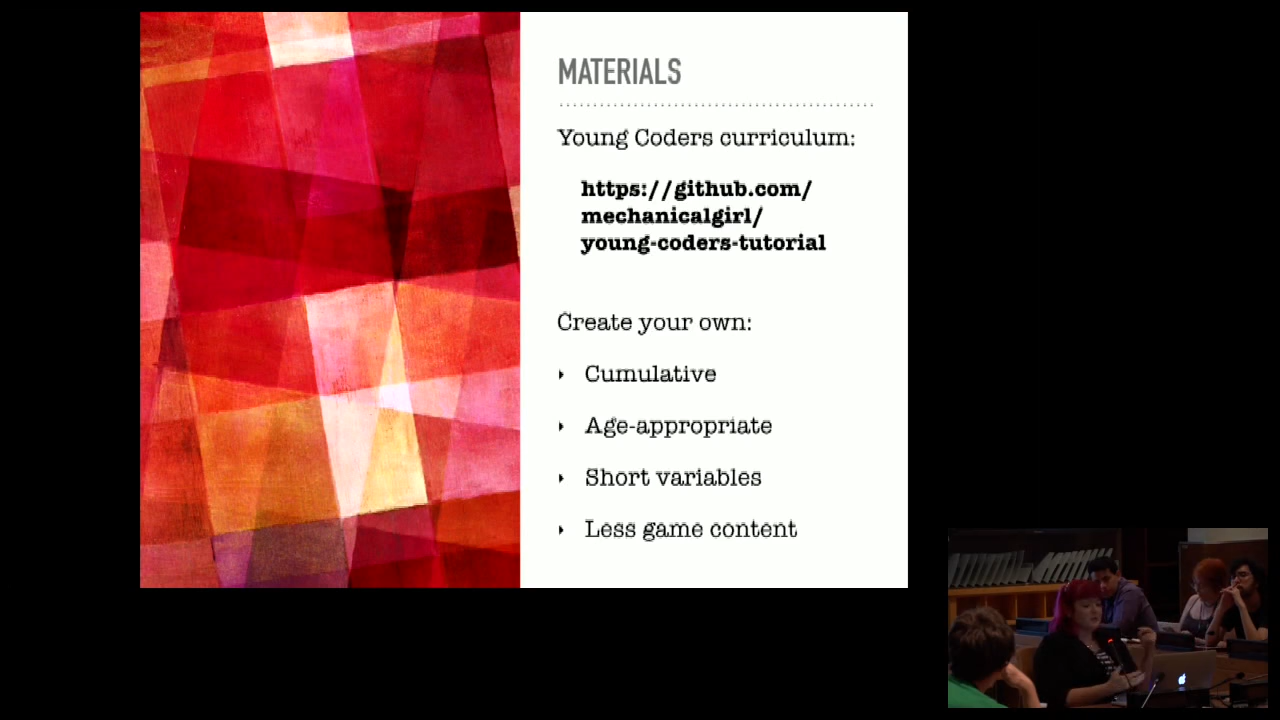 MATERIALS
Young Coders curriculum:
https://github.com/
mechanicalgirl/
young-coders-tutorial
Create your own:
‣ Cumulative
‣ Age-appropriate
‣ Short variables
‣ Less game content